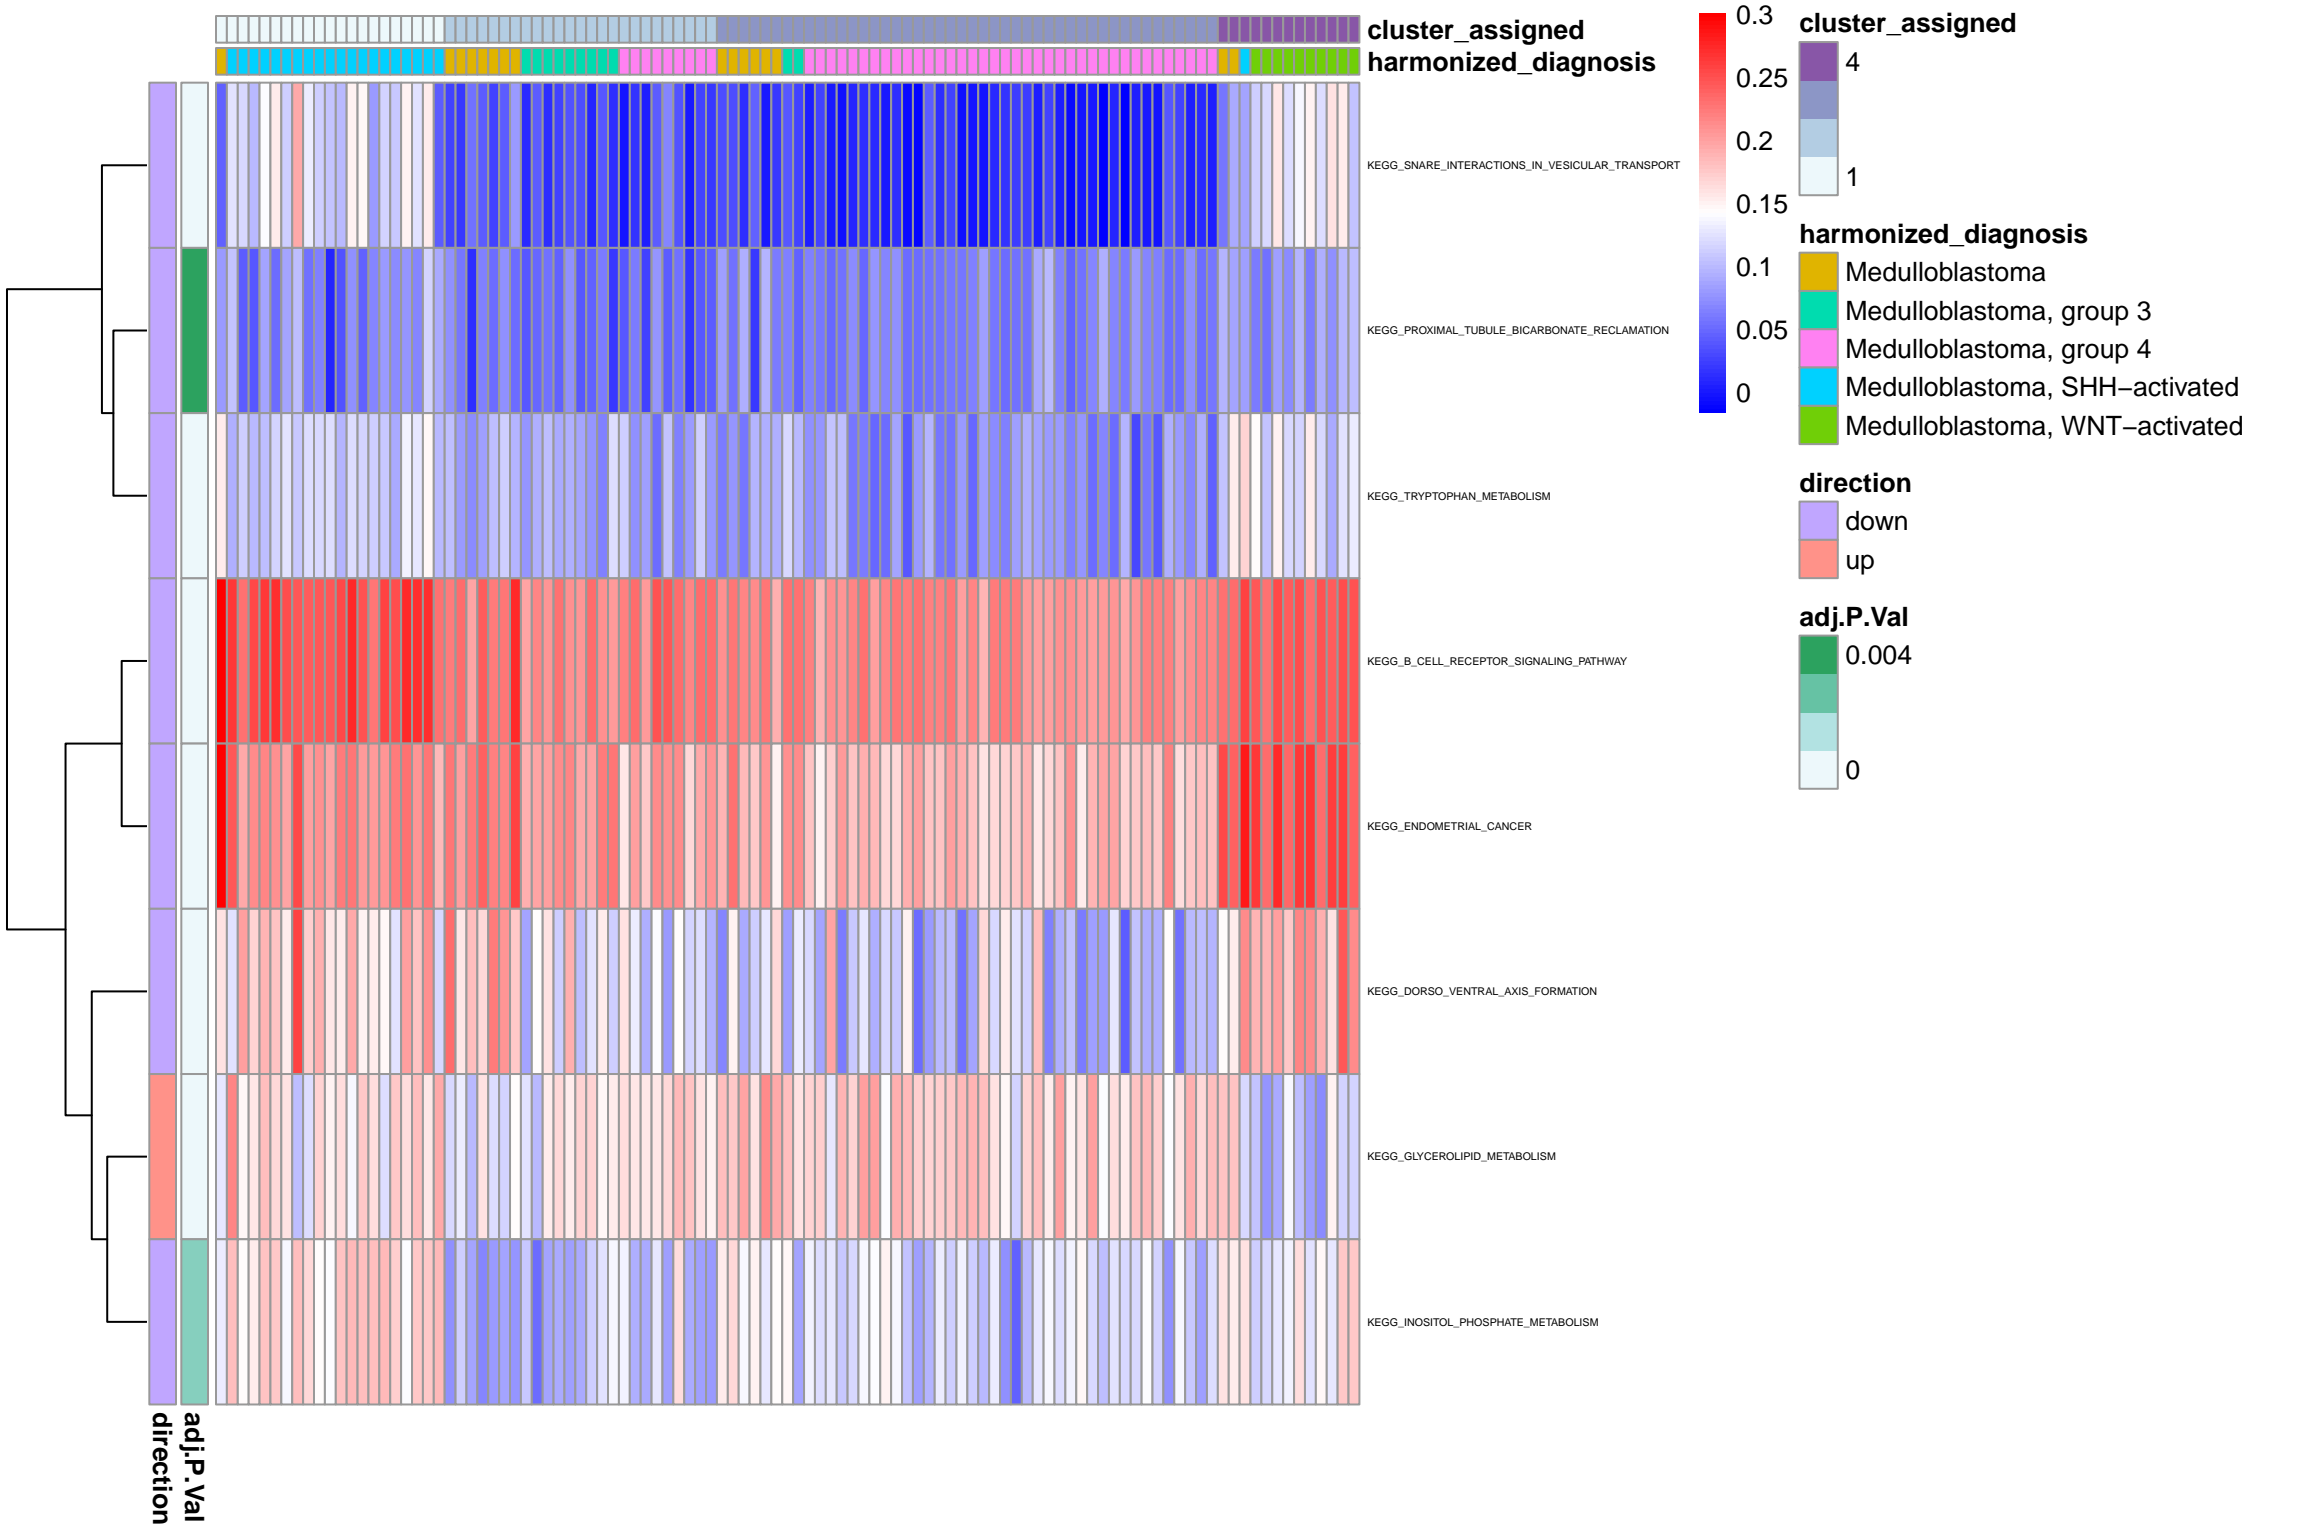 cluster_assigned
harmonized_diagnosis
KEGG_SNARE_INTERACTIONS_IN_VESICULAR_TRANSPORT
KEGG_PROXIMAL_TUBULE_BICARBONATE_RECLAMATION
KEGG_TRYPTOPHAN_METABOLISM
KEGG_B_CELL_RECEPTOR_SIGNALING_PATHWAY
KEGG_ENDOMETRIAL_CANCER
KEGG_DORSO_VENTRAL_AXIS_FORMATION
KEGG_GLYCEROLIPID_METABOLISM
KEGG_INOSITOL_PHOSPHATE_METABOLISM
direction
adj.P.Val
0.3
0.25
0.2
0.15
0.1
0.05
0
cluster_assigned
4
1
harmonized_diagnosis
Medulloblastoma
Medulloblastoma, group 3
Medulloblastoma, group 4
Medulloblastoma, SHH−activated
Medulloblastoma, WNT−activated
direction
down
up
adj.P.Val
0.004
0